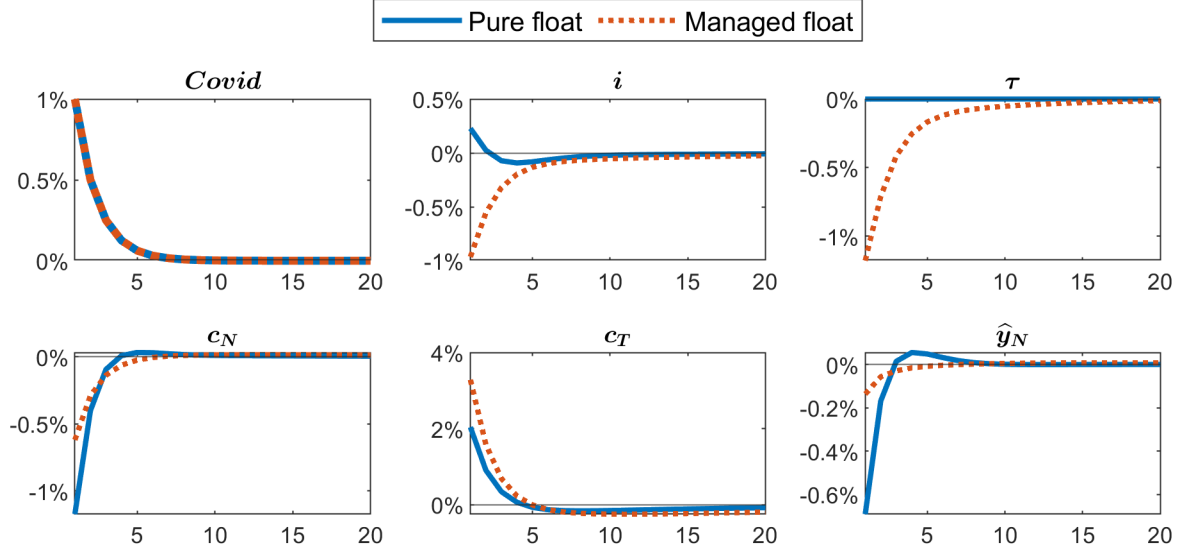 Pure float Managed float
Covid i τ
1% 0.5% 0%
0.5% 0% -0.5%
0% -0.5% -1%
-1%
5 10 15 20 5 10 15 20 5 10 15 20
c_N c_T ŷ_N
0% 4% 0%
-0.5% 2% -0.2%
-1% 0% -0.4%
-0.6%
5 10 15 20 5 10 15 20 5 10 15 20